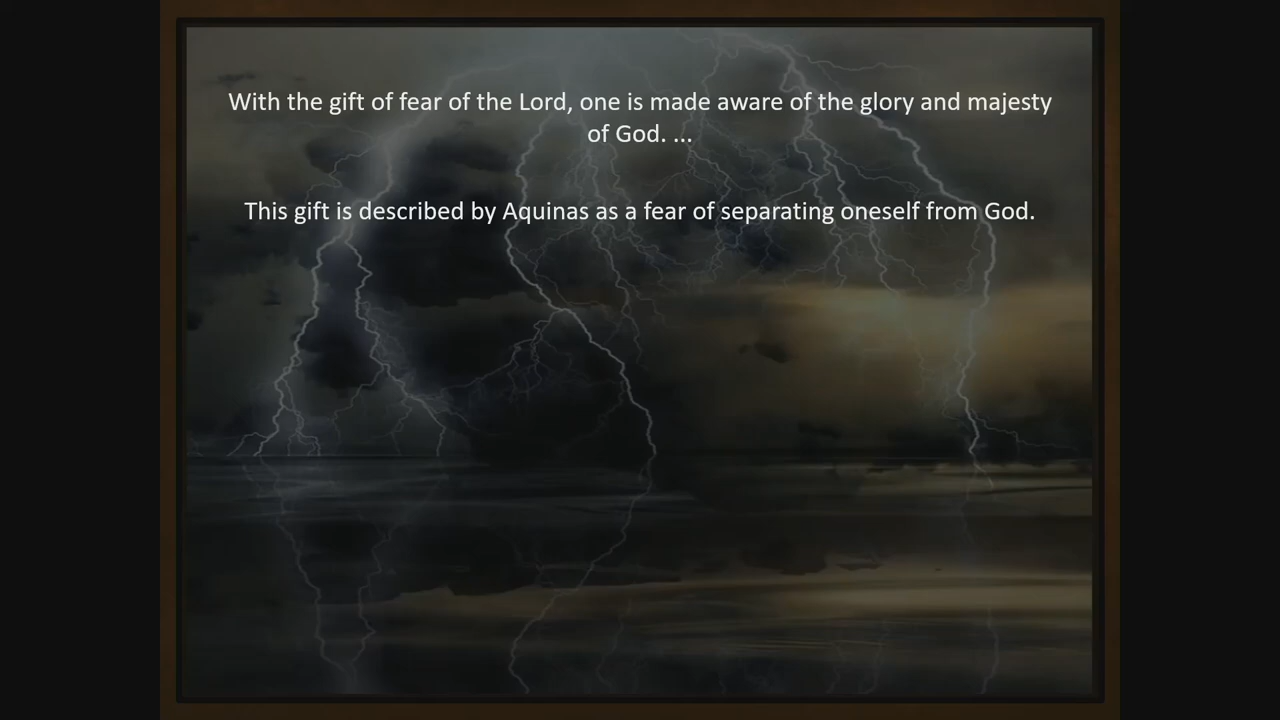 With the gift of fear of the Lord, one is made aware of the glory and majesty
of God. ...
This gift is described by Aquinas as a fear of separating oneself from God.